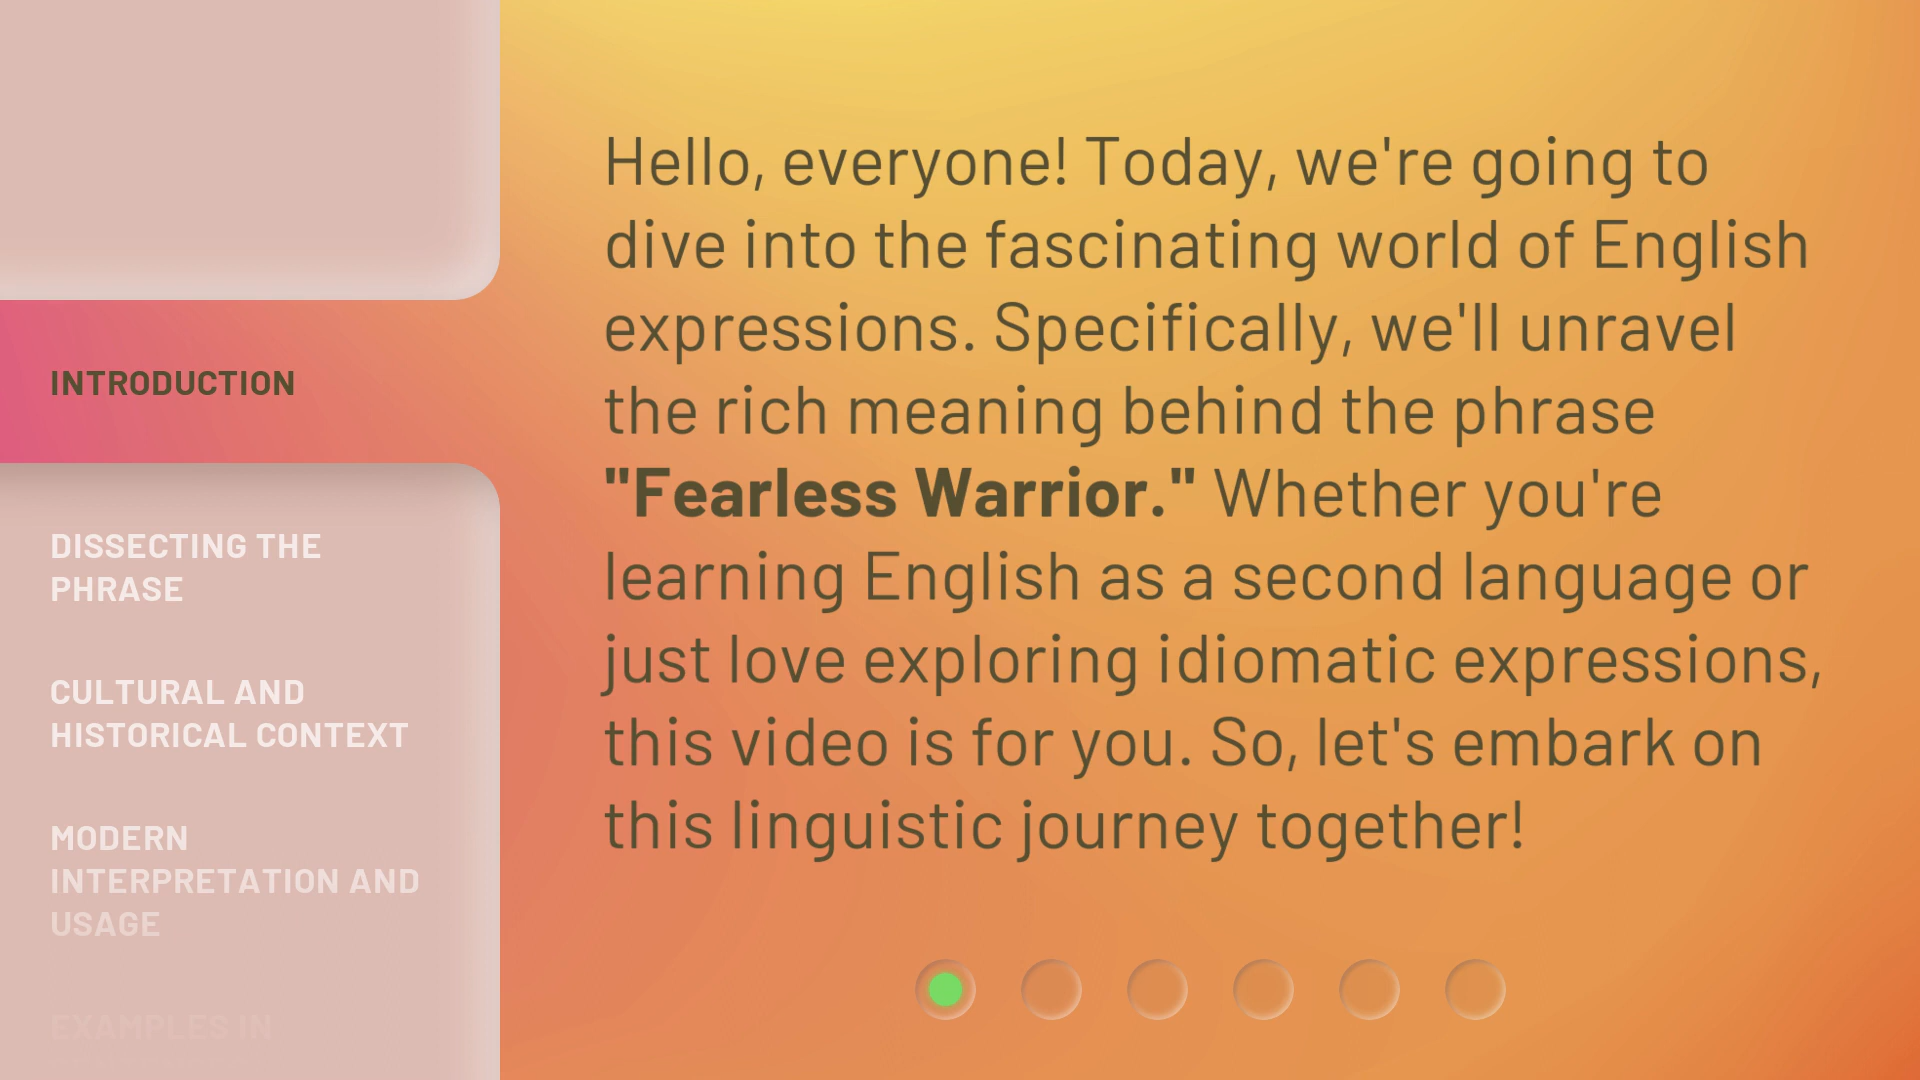 INTRODUCTION
DISSECTING THE
PHRASE
CULTURAL AND
HISTORICAL CONTEXT
MODERN
INTERPRETATION AND
USAGE
EXAMPLES IN
Hello, everyone! Today, we're going to
dive into the fascinating world of English
expressions. Specifically, we'll unravel
the rich meaning behind the phrase
"Fearless Warrior." Whether you're
learning English as a second language or
just love exploring idiomatic expressions,
this video is for you. So, let's embark on
this linguistic journey together!